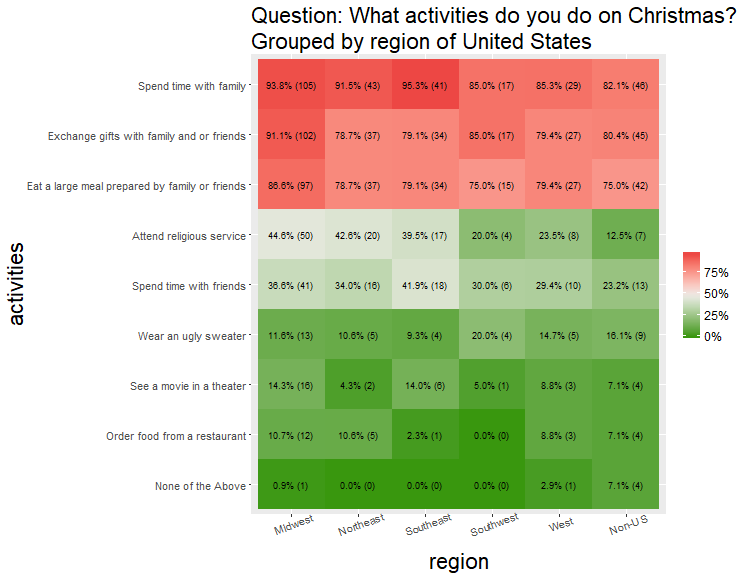 Question: What activities do you do on Christmas?
Grouped by region of United States
Spend time with family 93.8% (105) 91.5% (43) 95.3% (41) 85.0% (17) 85.3% (29) 82.1% (46)
Exchange gifts with family and or friends 91.1% (102) 78.7% (37) 79.1% (34) 85.0% (17) 79.4% (27) 80.4% (45)
Eat a large meal prepared by family or friends 86.6% (97) 78.7% (37) 79.1% (34) 75.0% (15) 79.4% (27) 75.0% (42)
Attend religious service 44.6% (50) 42.6% (20) 39.5% (17) 20.0% (4) 23.5% (8) 12.5% (7)
Spend time with friends 36.6% (41) 34.0% (16) 41.9% (18) 30.0% (6) 29.4% (10) 23.2% (13)
Wear an ugly sweater 11.6% (13) 10.6% (5) 9.3% (4) 20.0% (4) 14.7% (5) 16.1% (9)
See a movie in a theater 14.3% (16) 4.3% (2) 14.0% (6) 5.0% (1) 8.8% (3) 7.1% (4)
Order food from a restaurant 10.7% (12) 10.6% (5) 2.3% (1) 0.0% (0) 8.8% (3) 7.1% (4)
None of the Above 0.9% (1) 0.0% (0) 0.0% (0) 0.0% (0) 2.9% (1) 7.1% (4)
Midwest Northeast Southeast Southwest West Non-US
region
activities
75%
50%
25%
0%